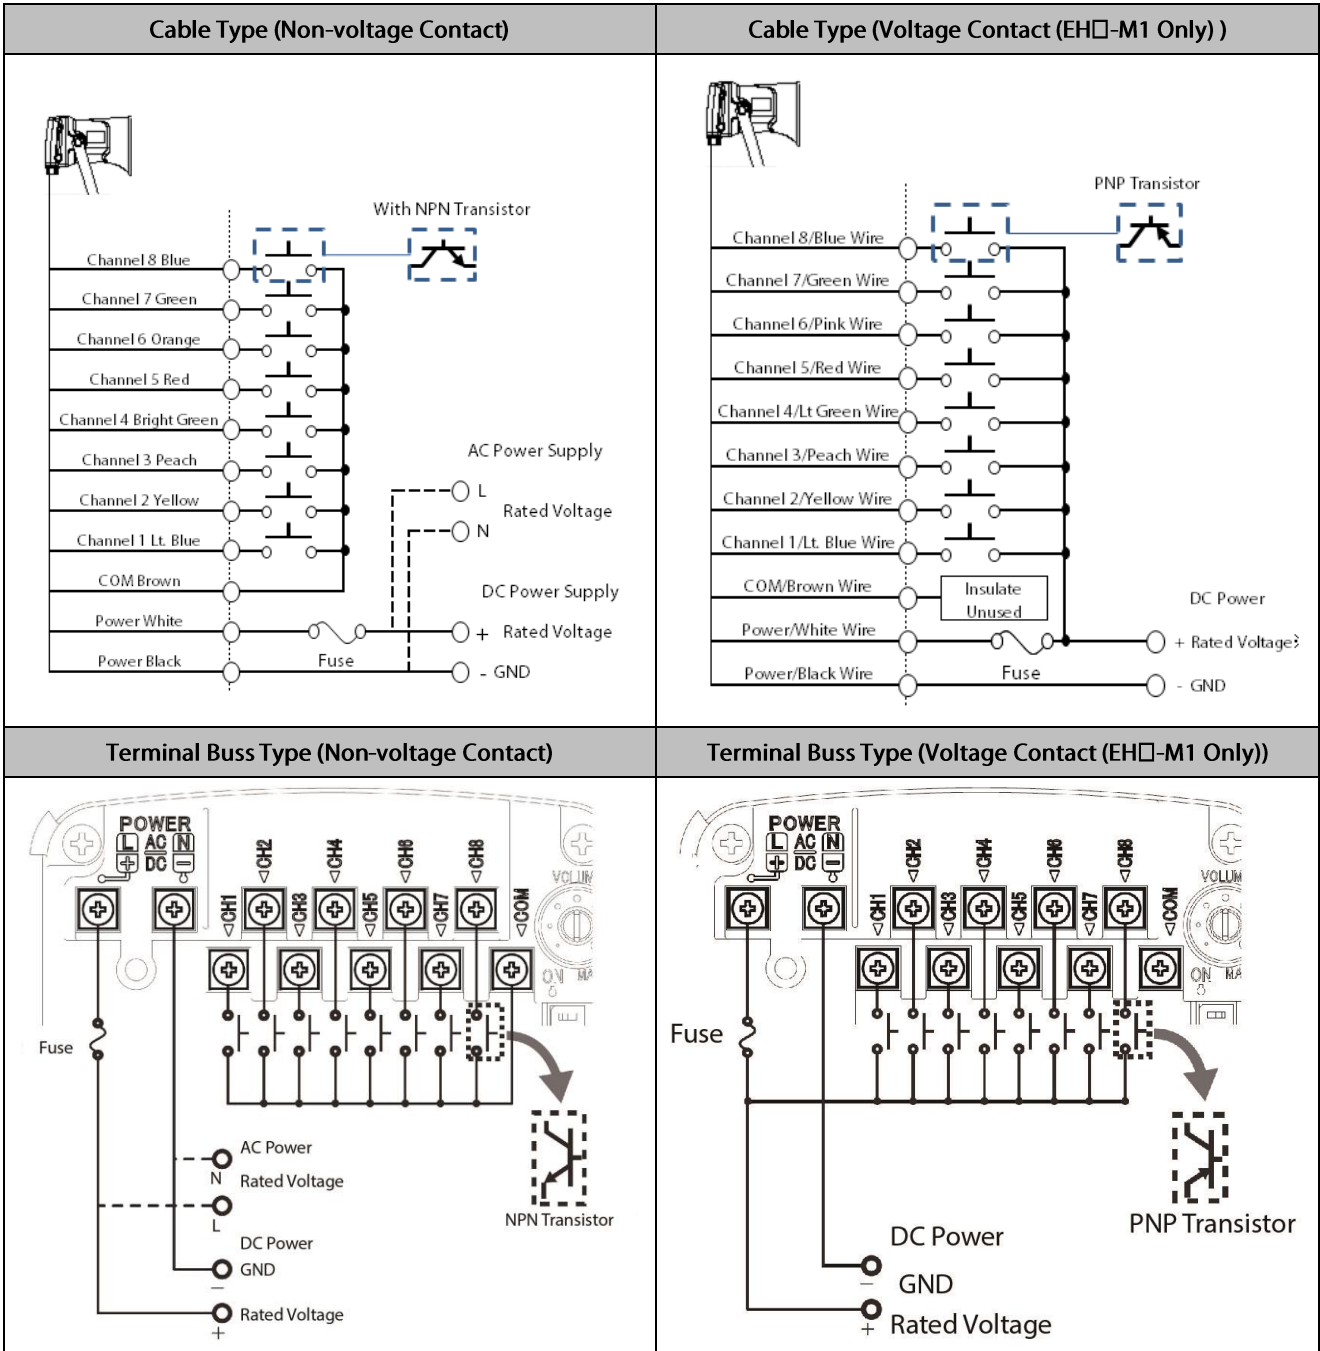 Cable Type (Non-voltage Contact)
Cable Type (Voltage Contact (EH□-M1 Only) )
With NPN Transistor
Channel 8 Blue
Channel 7 Green
Channel 6 Orange
Channel 5 Red
Channel 4 Bright Green
Channel 3 Peach
Channel 2 Yellow
Channel 1 Lt. Blue
COM Brown
Power White
Power Black
Fuse
AC Power Supply
L
Rated Voltage
N
DC Power Supply
+ Rated Voltage
- GND
PNP Transistor
Channel 8/Blue Wire
Channel 7/Green Wire
Channel 6/Pink Wire
Channel 5/Red Wire
Channel 4/Lt Green Wire
Channel 3/Peach Wire
Channel 2/Yellow Wire
Channel 1/Lt. Blue Wire
COM/Brown Wire
Power/White Wire
Power/Black Wire
Insulate
Unused
Fuse
DC Power
+ Rated Voltage
- GND
Terminal Buss Type (Non-voltage Contact)
Terminal Buss Type (Voltage Contact (EH□-M1 Only))
POWER
L AC N
+ DC −
CH1
CH2
CH3
CH4
CH5
CH6
CH7
CH8
COM
VOLUM
ON
MA
Fuse
AC Power
N Rated Voltage
L
DC Power
GND
−
Rated Voltage
+
NPN Transistor
POWER
L AC N
+ DC −
CH1
CH2
CH3
CH4
CH5
CH6
CH7
CH8
COM
VOLUM
ON
MA
Fuse
PNP Transistor
DC Power
− GND
+ Rated Voltage